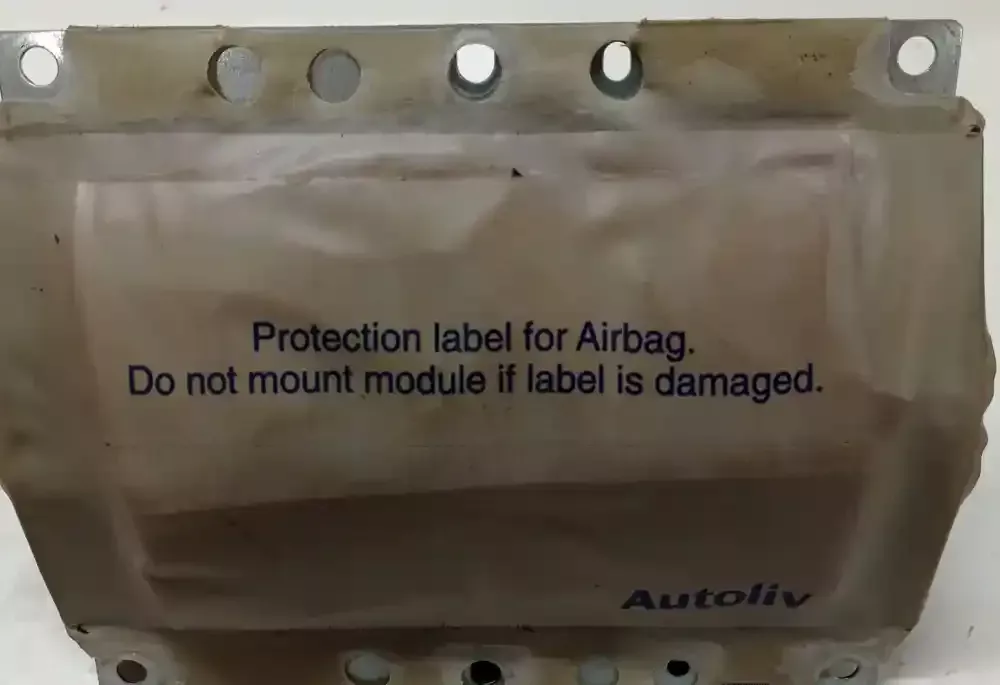 Protection label for Airbag.
Do not mount module if label is damaged.
Autoliv